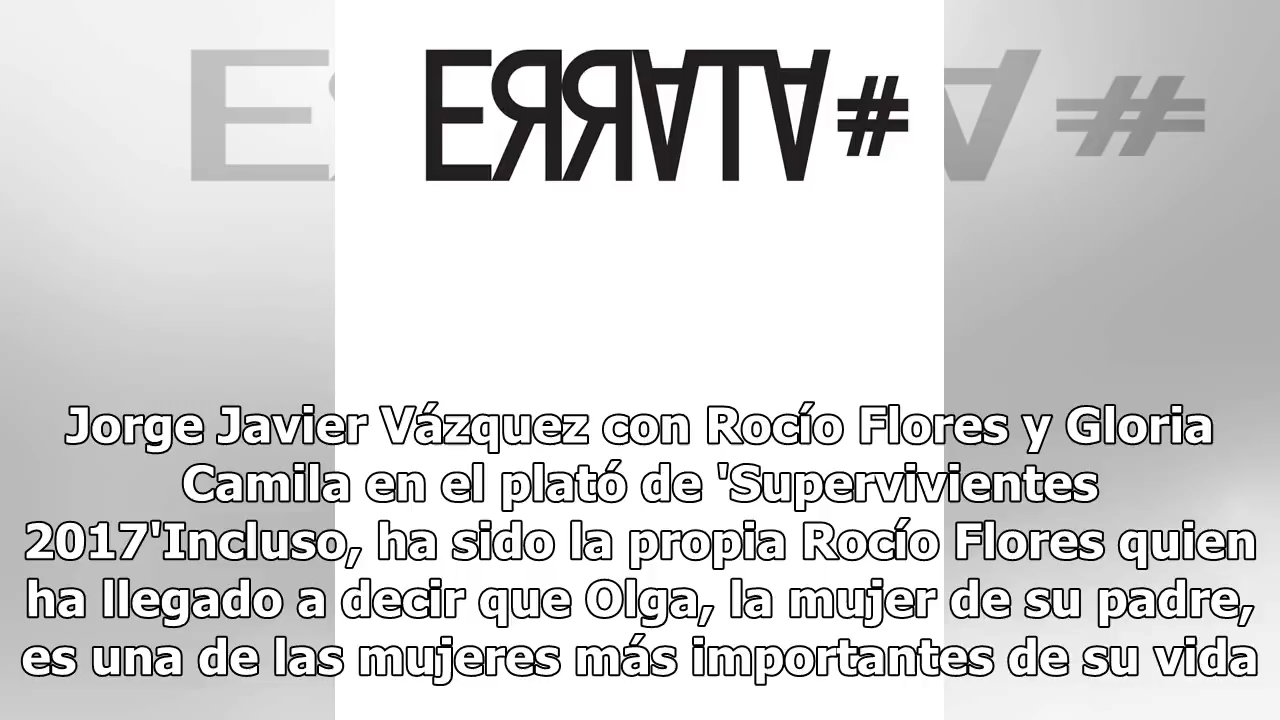 ERRATA#
Jorge Javier Vázquez con Rocío Flores y Gloria
Camila en el plató de 'Supervivientes
2017'Incluso, ha sido la propia Rocío Flores quien
ha llegado a decir que Olga, la mujer de su padre,
es una de las mujeres más importantes de su vida